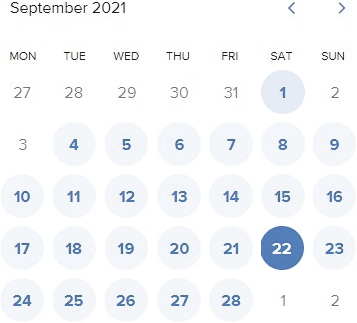 September 2021
MON TUE WED THU FRI SAT SUN
27 28 29 30 31 1 2
3 4 5 6 7 8 9
10 11 12 13 14 15 16
17 18 19 20 21 22 23
24 25 26 27 28 1 2